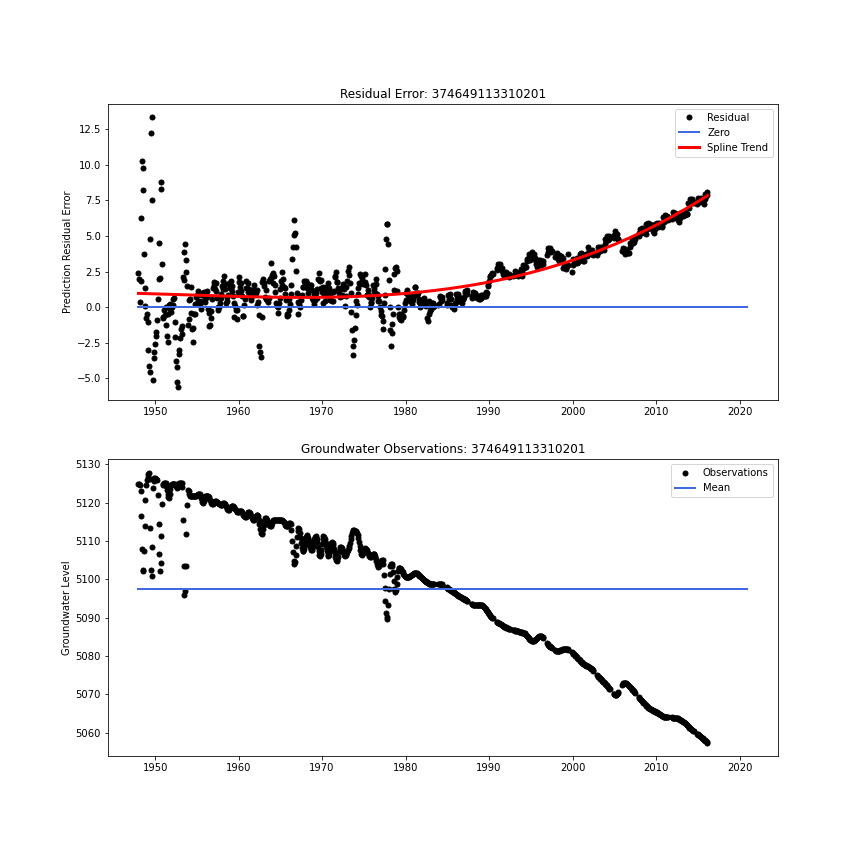 Residual Error: 374649113310201
Prediction Residual Error
12.5
10.0
7.5
5.0
2.5
0.0
−2.5
−5.0
Residual
Zero
Spline Trend
1950 1960 1970 1980 1990 2000 2010 2020
Groundwater Observations: 374649113310201
Groundwater Level
5130
5120
5110
5100
5090
5080
5070
5060
Observations
Mean
1950 1960 1970 1980 1990 2000 2010 2020